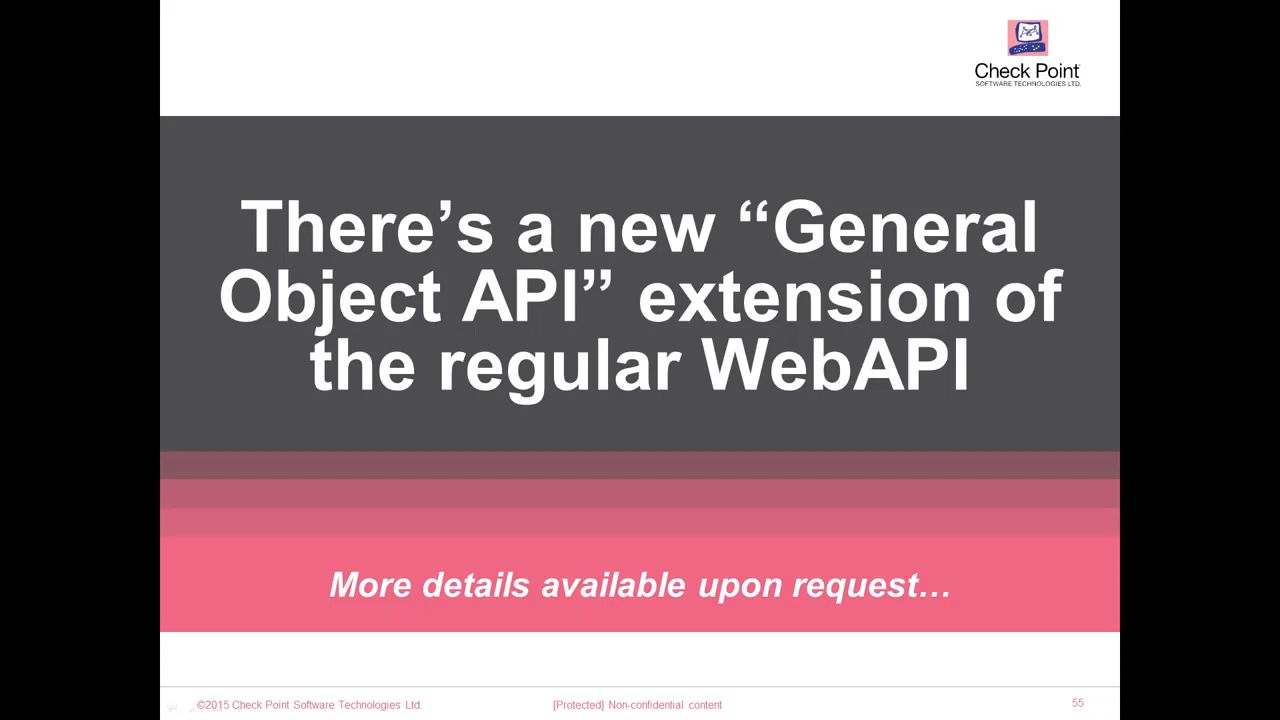 Check Point
SOFTWARE TECHNOLOGIES LTD.
There’s a new “General
Object API” extension of
the regular WebAPI
More details available upon request…
©2015 Check Point Software Technologies Ltd.
[Protected] Non-confidential content
55